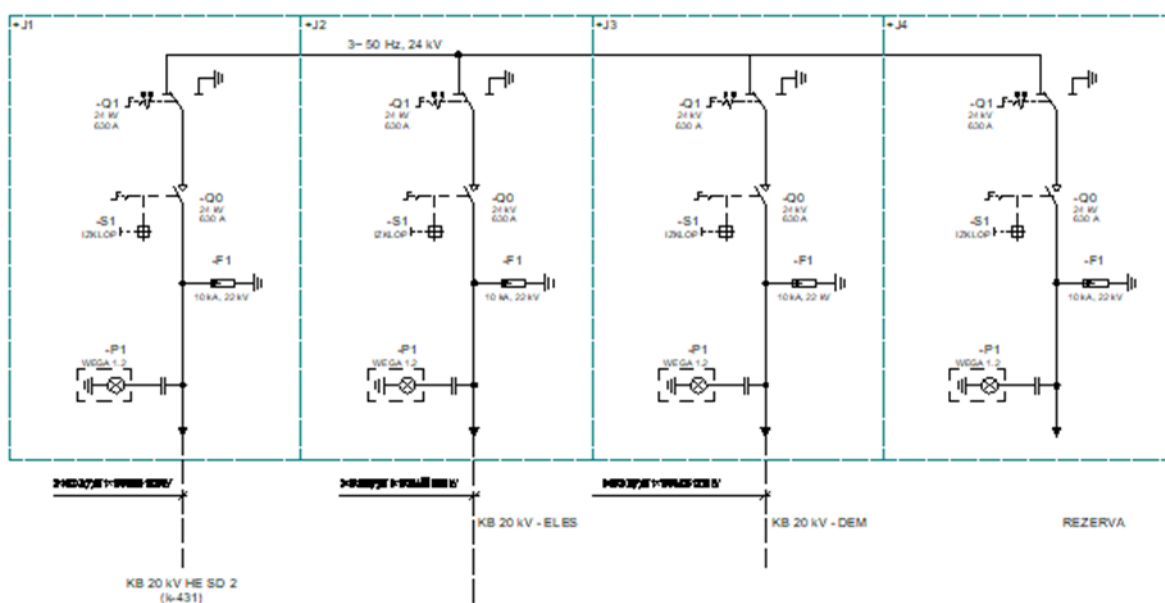 +J1
+J2
+J3
+J4
3~ 50 Hz, 24 kV
-Q1
24 kV
630 A
-Q1
24 kV
630 A
-Q1
24 kV
630 A
-Q1
24 kV
630 A
-Q0
24 kV
630 A
-Q0
24 kV
630 A
-Q0
24 kV
630 A
-Q0
24 kV
630 A
-S1
IZKLOP
-S1
IZKLOP
-S1
IZKLOP
-S1
IZKLOP
-F1
10 kA, 22 kV
-F1
10 kA, 22 kV
-F1
10 kA, 22 kV
-F1
10 kA, 22 kV
-P1
WEGA 1.2
-P1
WEGA 1.2
-P1
WEGA 1.2
-P1
WEGA 1.2
KB 20 kV - ELES
KB 20 kV - DEM
REZERVA
KB 20 kV HE SD 2
(k-431)